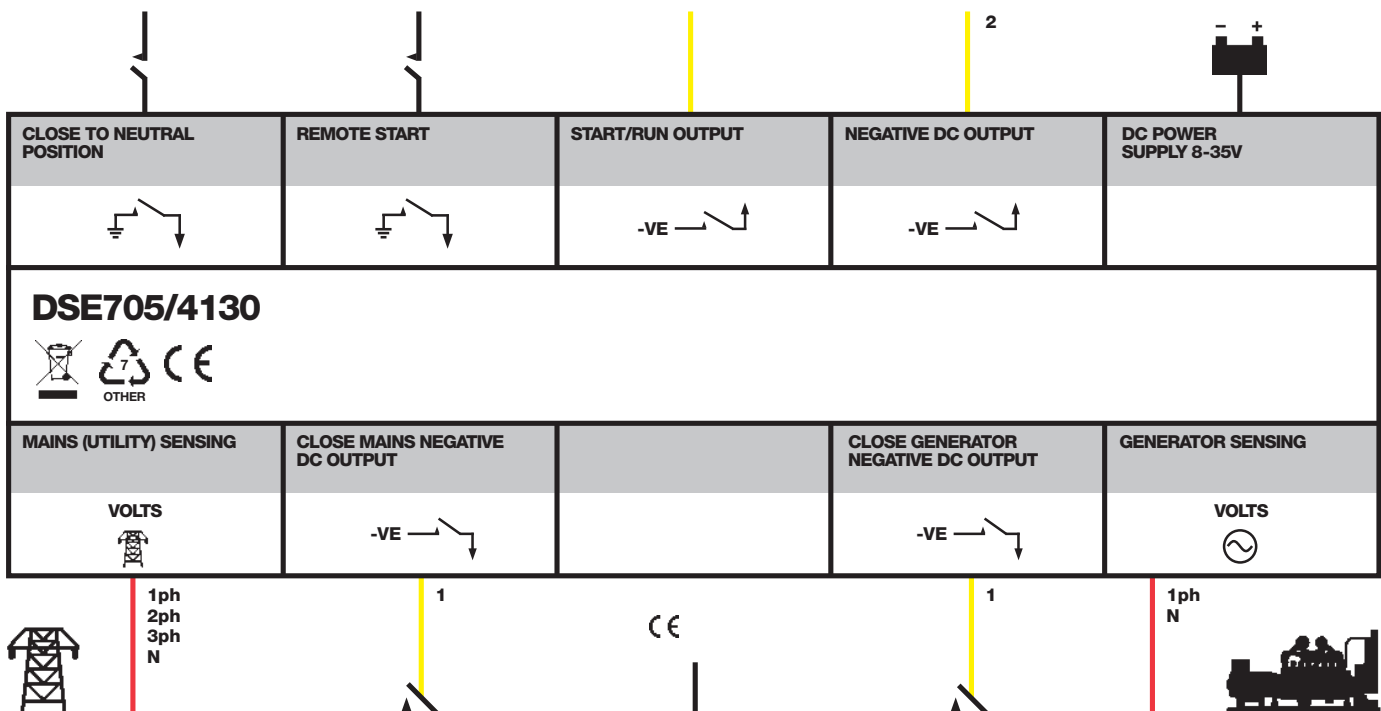 2
– +
CLOSE TO NEUTRAL
POSITION
REMOTE START
START/RUN OUTPUT
NEGATIVE DC OUTPUT
DC POWER
SUPPLY 8-35V
-VE
-VE
DSE705/4130
7
OTHER
CE
MAINS (UTILITY) SENSING
CLOSE MAINS NEGATIVE
DC OUTPUT
CLOSE GENERATOR
NEGATIVE DC OUTPUT
GENERATOR SENSING
VOLTS
-VE
-VE
VOLTS
1ph
2ph
3ph
N
1
CE
1
1ph
N